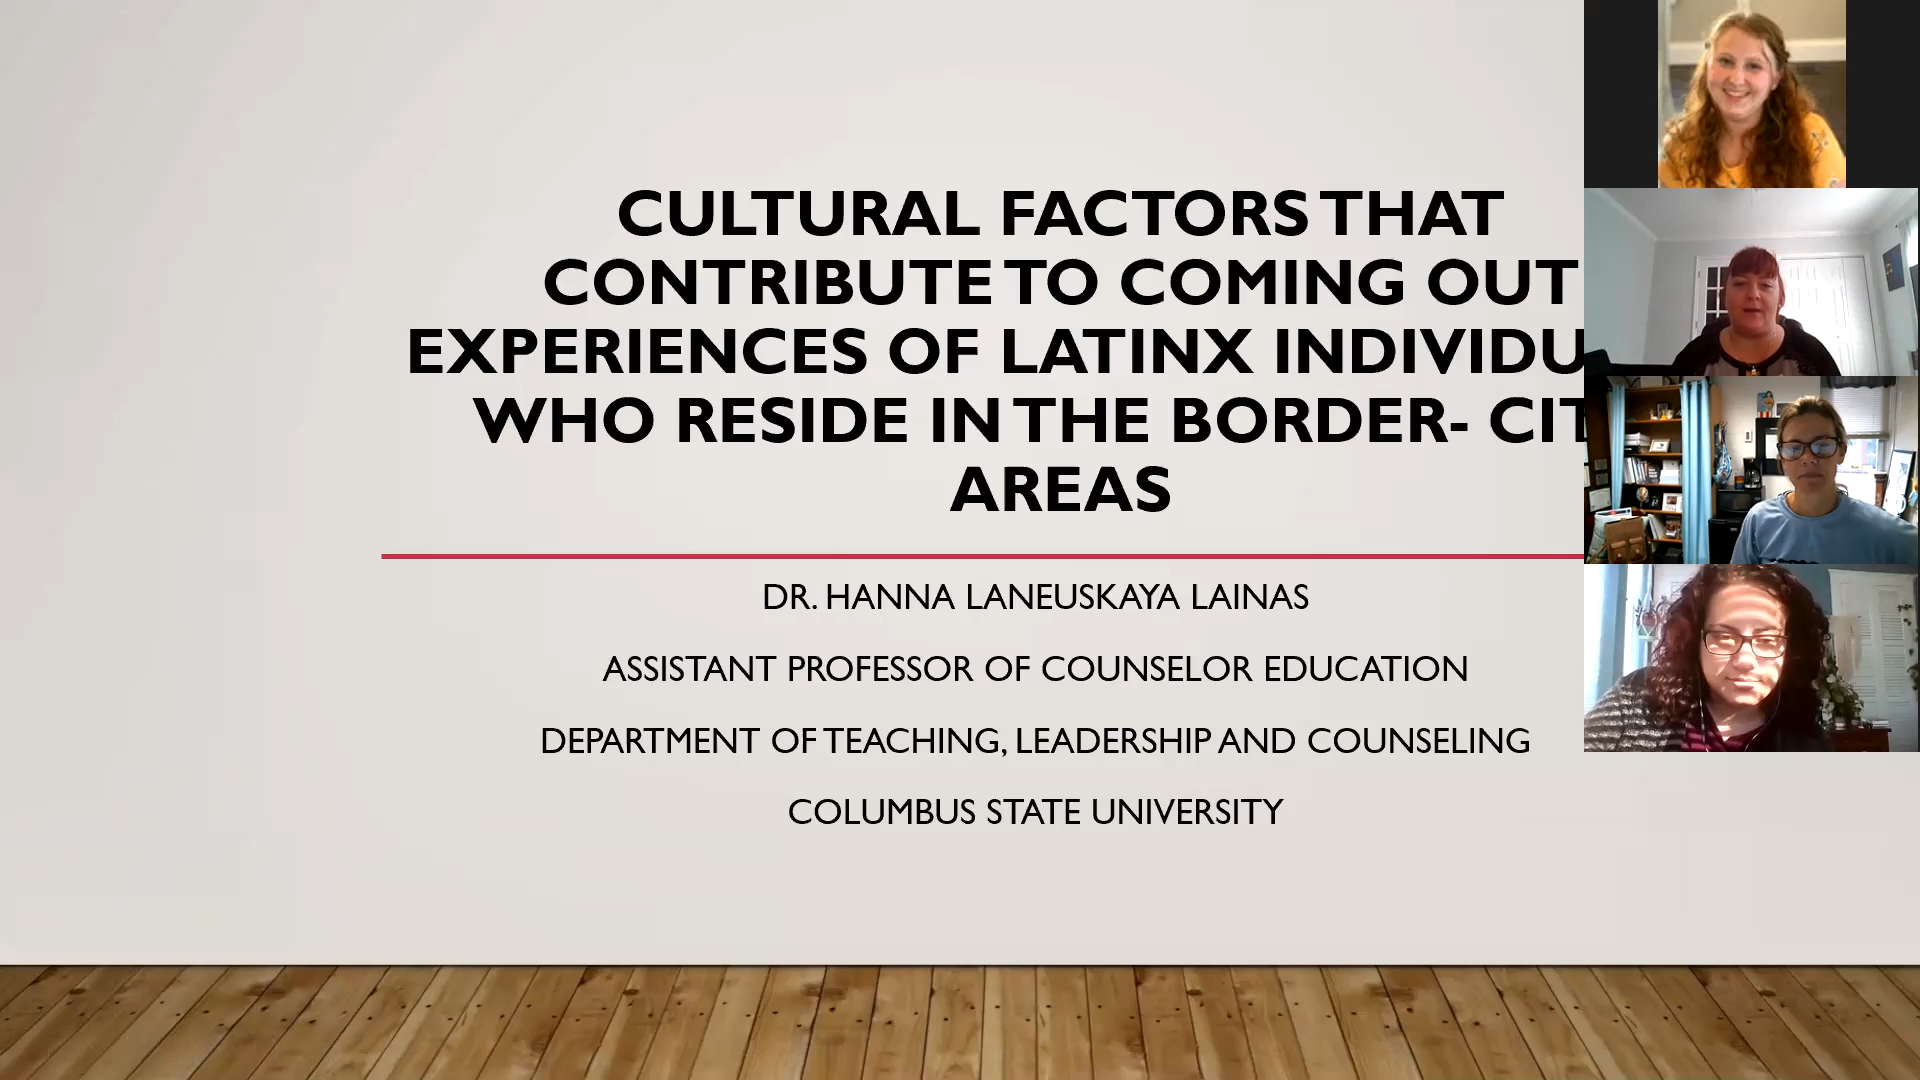 CULTURAL FACTORS THAT
CONTRIBUTE TO COMING OUT
EXPERIENCES OF LATINX
WHO RESIDE IN THE BORDER-
AREAS
DR. HANNA LANEUSKAYA LAINAS
ASSISTANT PROFESSOR OF COUNSELOR EDUCATION
DEPARTMENT OF TEACHING, LEADERSHIP AND COUNSELING
COLUMBUS STATE UNIVERSITY